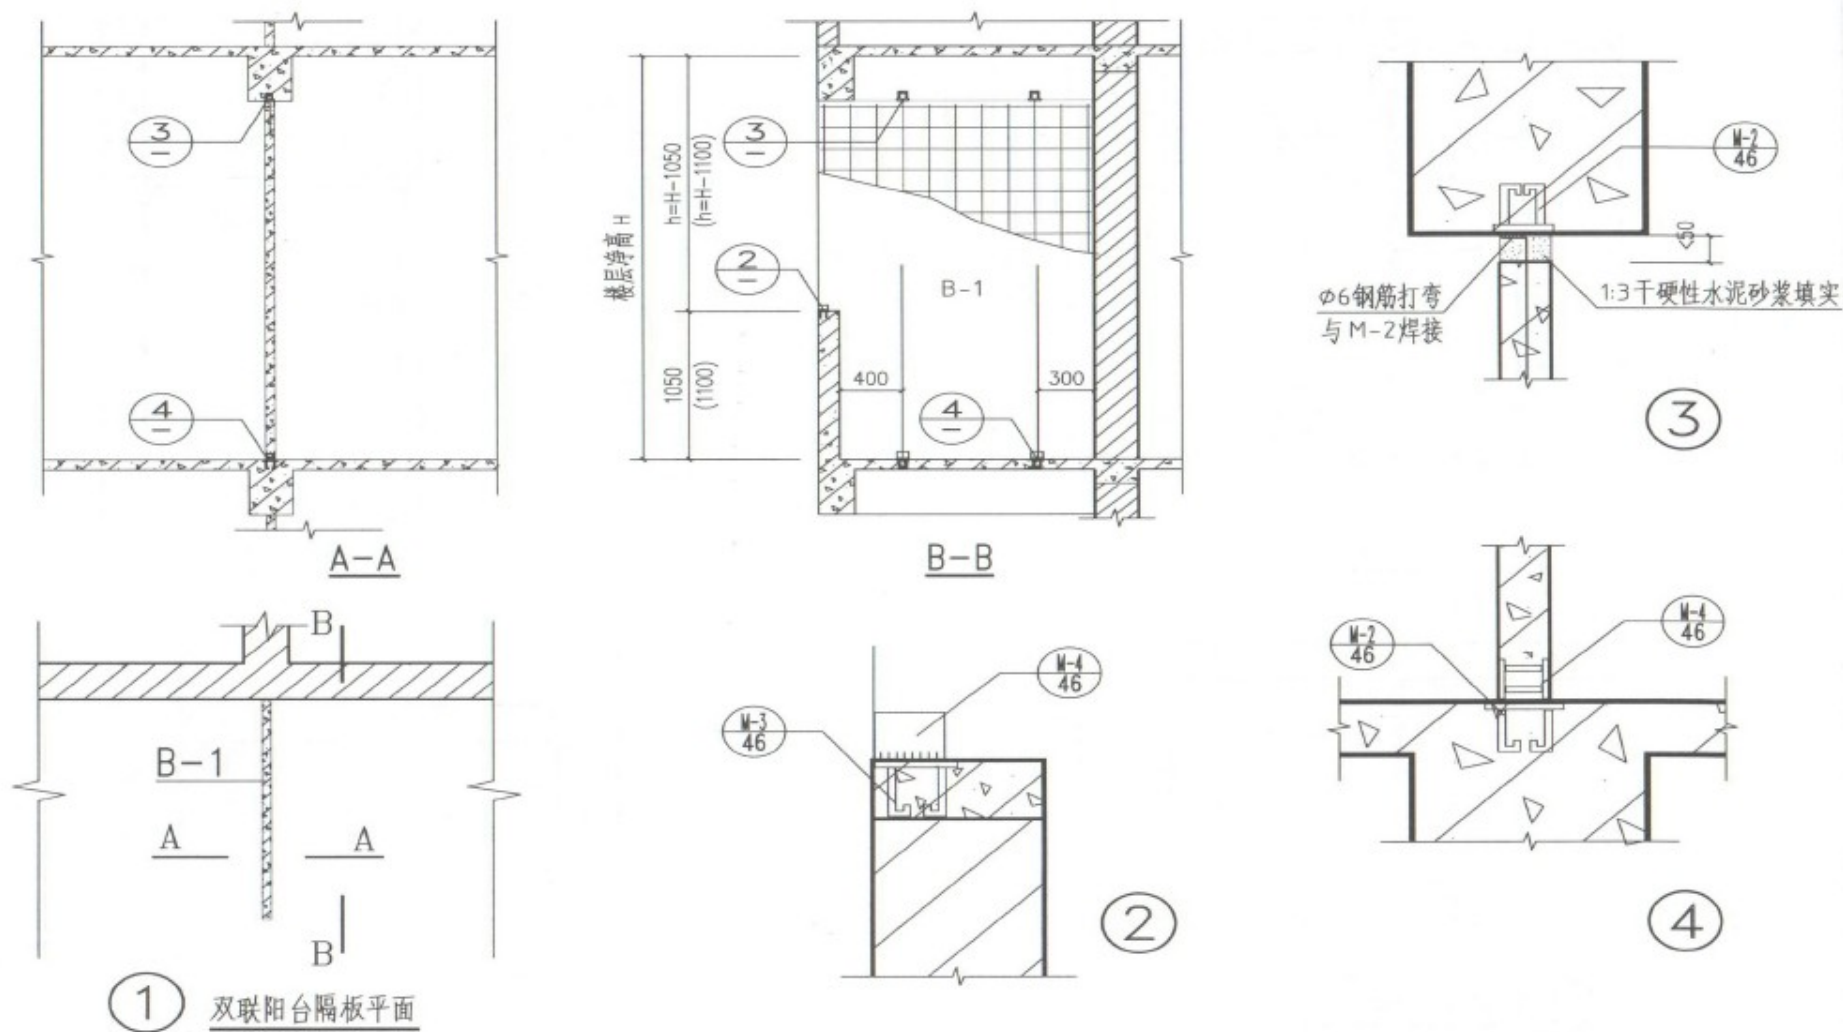 3
—
4
—
A-A
楼层净高 H
h=H-1050
(h=H-1100)
1050
(1100)
3
—
2
—
B-1
400
300
4
—
B-B
M-2
46
<50
Φ6钢筋打弯
与M-2焊接
1:3干硬性水泥砂浆填实
3
B
B-1
A
A
B
1
双联阳台隔板平面
M-4
46
M-3
46
2
M-2
46
M-4
46
4